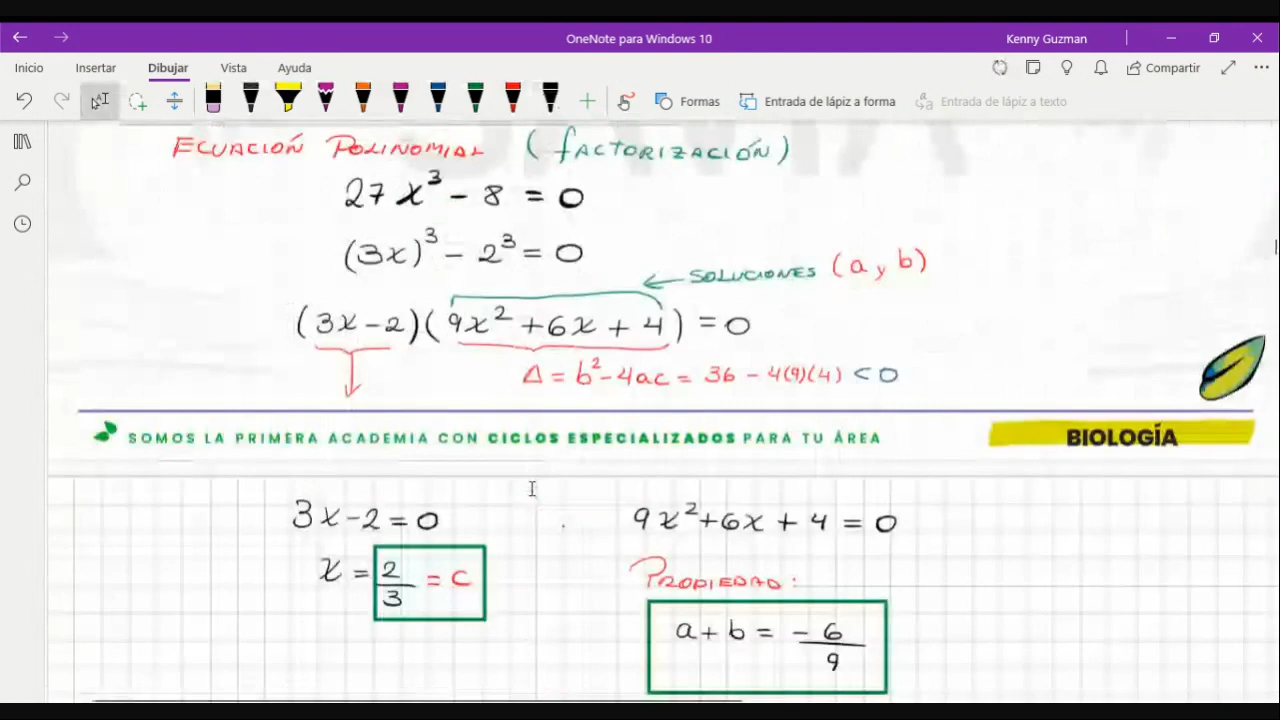 OneNote para Windows 10
Kenny Guzman
Inicio Insertar Dibujar Vista Ayuda
Compartir
Formas Entrada de lápiz a forma Entrada de lápiz a texto
ECUACIÓN POLINOMIAL (FACTORIZACIÓN)
27x³ - 8 = 0
(3x)³ - 2³ = 0
SOLUCIONES (a y b)
(3x-2)(9x²+6x+4) = 0
Δ = b²-4ac = 36 - 4(9)(4) < 0
SOMOS LA PRIMERA ACADEMIA CON CICLOS ESPECIALIZADOS PARA TU ÁREA
BIOLOGÍA
3x-2=0
9x²+6x+4=0
x = 2/3 = c
PROPIEDAD:
a+b = -6/9